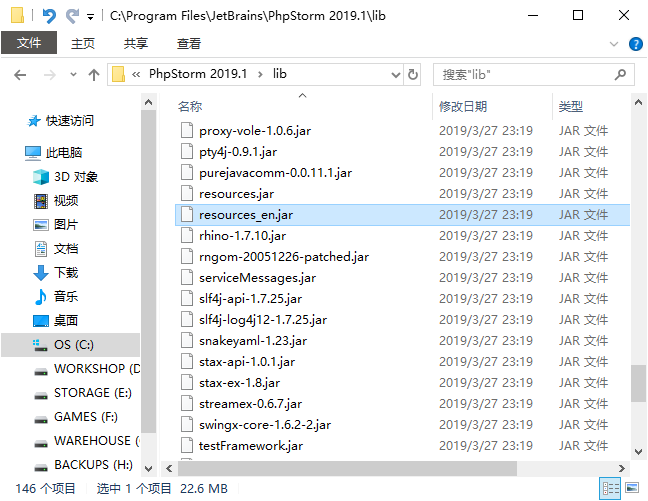 C:\Program Files\JetBrains\PhpStorm 2019.1\lib
文件 主页 共享 查看
« PhpStorm 2019.1 › lib 搜索"lib"
名称 修改日期 类型
快速访问
此电脑
3D 对象
视频
图片
文档
下载
音乐
桌面
OS (C:)
WORKSHOP (D
STORAGE (E:)
GAMES (F:)
WAREHOUSE (
BACKUPS (H:)
proxy-vole-1.0.6.jar 2019/3/27 23:19 JAR 文件
pty4j-0.9.1.jar 2019/3/27 23:19 JAR 文件
purejavacomm-0.0.11.1.jar 2019/3/27 23:19 JAR 文件
resources.jar 2019/3/27 23:19 JAR 文件
resources_en.jar 2019/3/27 23:19 JAR 文件
rhino-1.7.10.jar 2019/3/27 23:19 JAR 文件
rngom-20051226-patched.jar 2019/3/27 23:19 JAR 文件
serviceMessages.jar 2019/3/27 23:19 JAR 文件
slf4j-api-1.7.25.jar 2019/3/27 23:19 JAR 文件
slf4j-log4j12-1.7.25.jar 2019/3/27 23:19 JAR 文件
snakeyaml-1.23.jar 2019/3/27 23:19 JAR 文件
stax-api-1.0.1.jar 2019/3/27 23:19 JAR 文件
stax-ex-1.8.jar 2019/3/27 23:19 JAR 文件
streamex-0.6.7.jar 2019/3/27 23:19 JAR 文件
swingx-core-1.6.2-2.jar 2019/3/27 23:19 JAR 文件
testFramework.jar 2019/3/27 23:19 JAR 文件
146 个项目 选中 1 个项目 22.6 MB